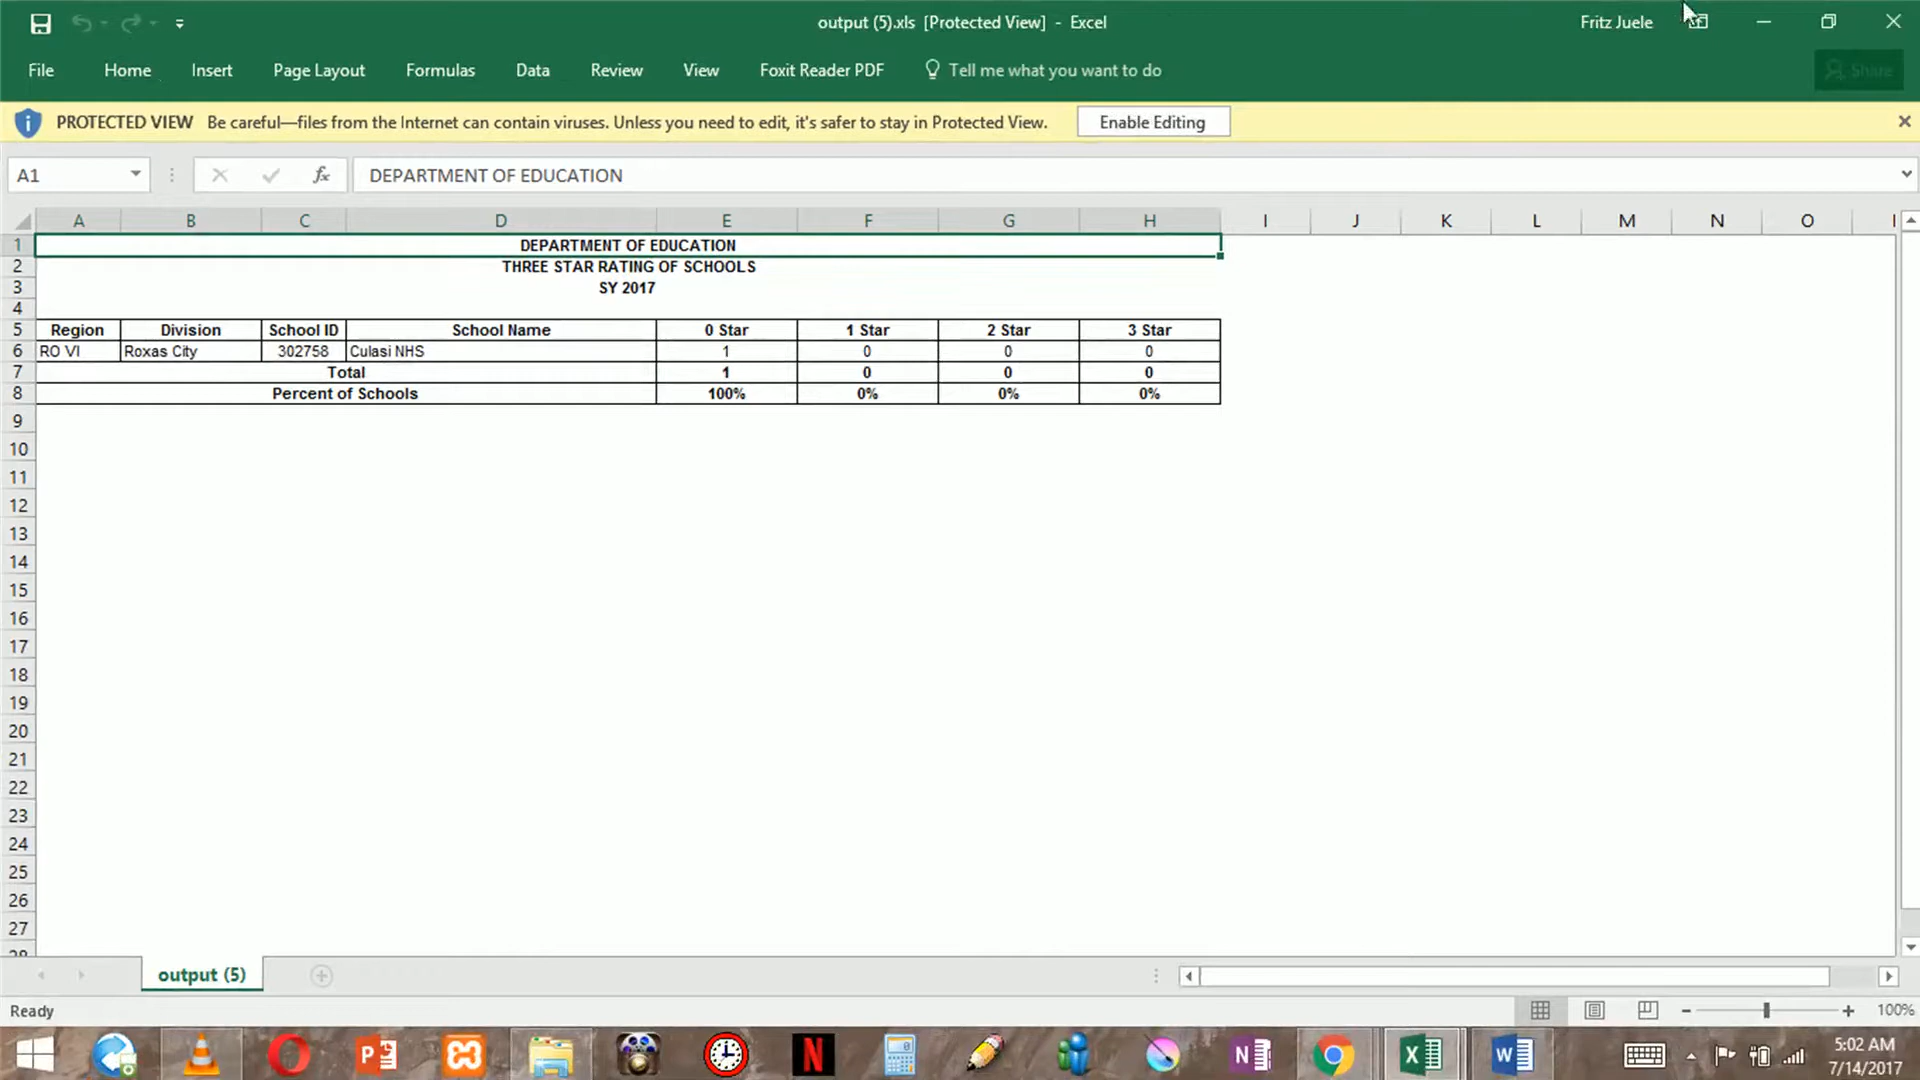 output (5).xls [Protected View] - Excel
Fritz Juele
File Home Insert Page Layout Formulas Data Review View Foxit Reader PDF Tell me what you want to do Share
PROTECTED VIEW Be careful—files from the Internet can contain viruses. Unless you need to edit, it's safer to stay in Protected View. Enable Editing
A1 fx DEPARTMENT OF EDUCATION
A B C D E F G H I J K L M N O
1 DEPARTMENT OF EDUCATION
2 THREE STAR RATING OF SCHOOLS
3 SY 2017
4
5 Region Division School ID School Name 0 Star 1 Star 2 Star 3 Star
6 RO VI Roxas City 302758 Culasi NHS 1 0 0 0
7 Total 1 0 0 0
8 Percent of Schools 100% 0% 0% 0%
9
10
11
12
13
14
15
16
17
18
19
20
21
22
23
24
25
26
27
28
output (5)
Ready 100%
5:02 AM
7/14/2017